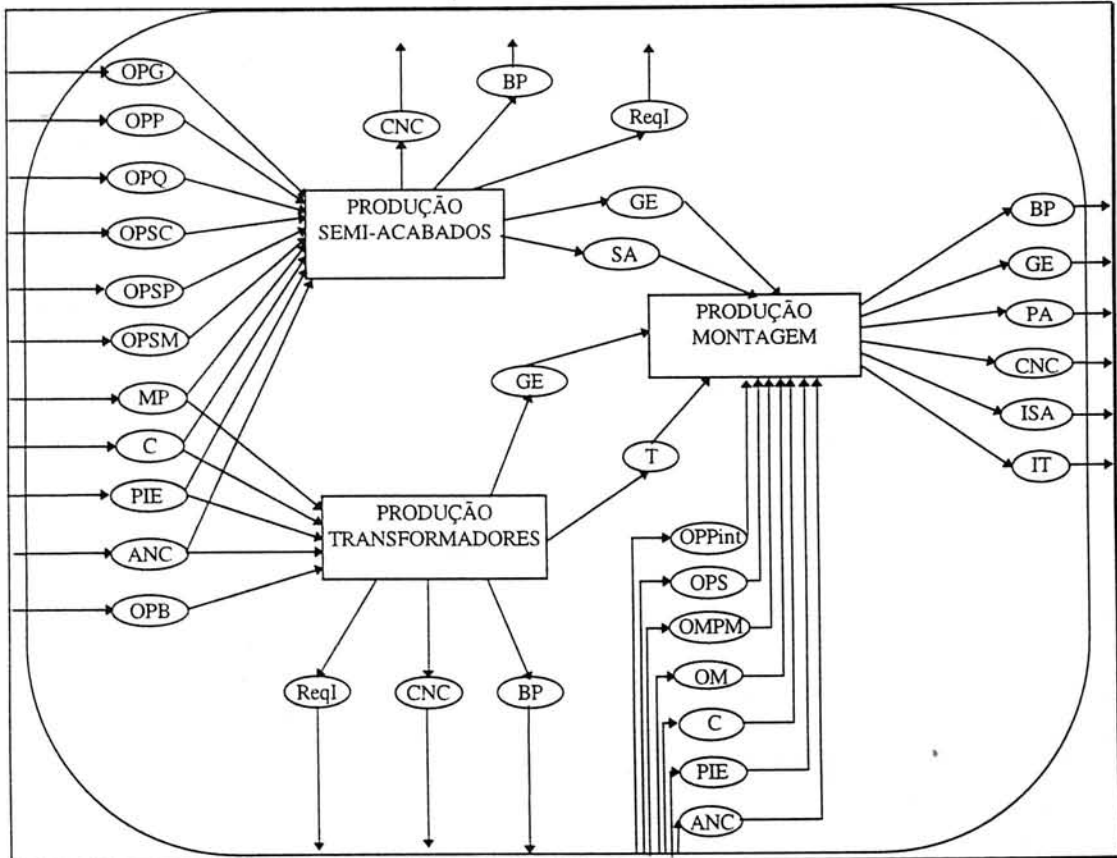 OPG
OPP
OPQ
OPSC
OPSP
OPSM
MP
C
PIE
ANC
OPB
CNC
BP
ReqI
PRODUÇÃO
SEMI-ACABADOS
GE
SA
PRODUÇÃO
MONTAGEM
GE
T
PRODUÇÃO
TRANSFORMADORES
ReqI
CNC
BP
OPPint
OPS
OMPM
OM
C
PIE
ANC
BP
GE
PA
CNC
ISA
IT